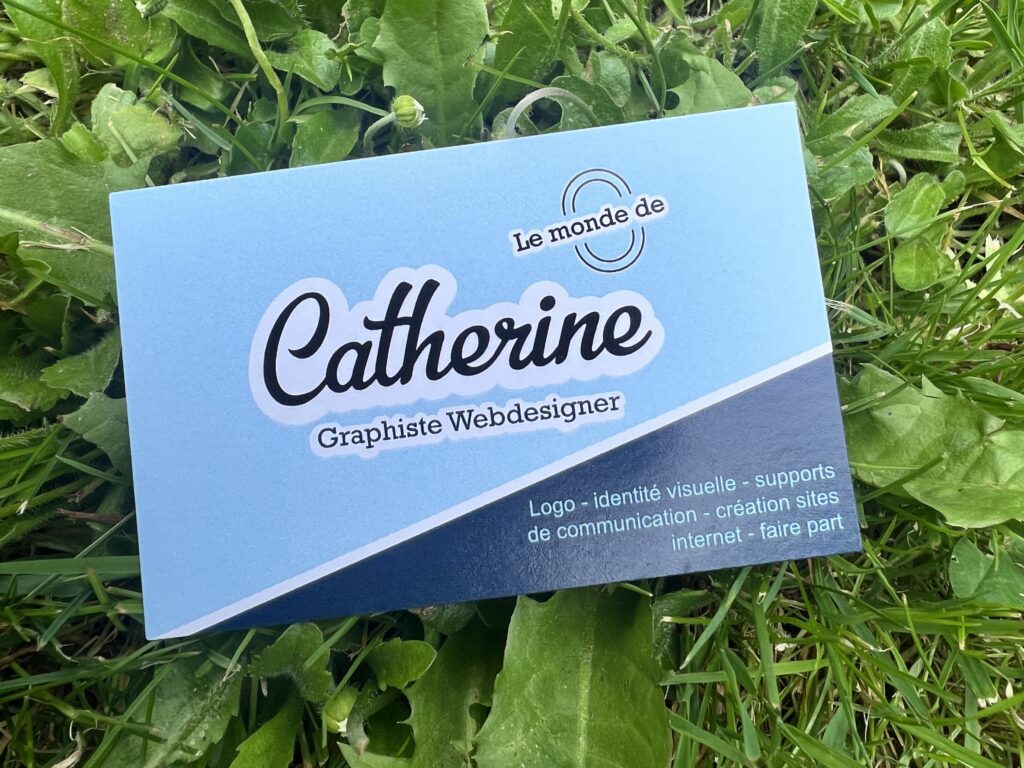 Le monde de
Catherine
Graphiste Webdesigner
Logo - identité visuelle - supports
de communication - création sites
internet - faire part